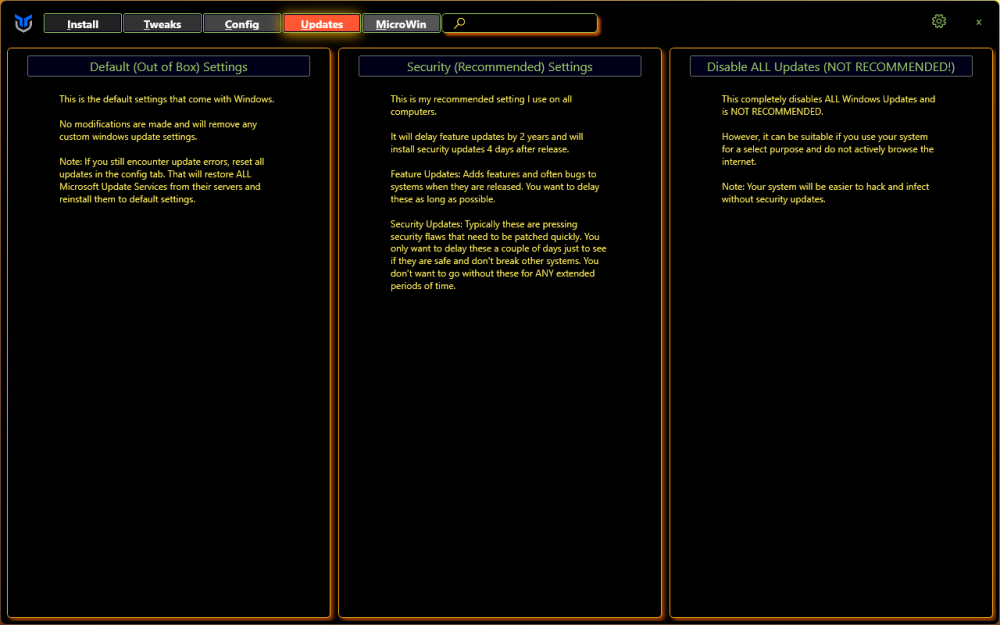 Install
Tweaks
Config
Updates
MicroWin
x
Default (Out of Box) Settings
This is the default settings that come with Windows.
No modifications are made and will remove any
custom windows update settings.
Note: If you still encounter update errors, reset all
updates in the config tab. That will restore ALL
Microsoft Update Services from their servers and
reinstall them to default settings.
Security (Recommended) Settings
This is my recommended setting I use on all
computers.
It will delay feature updates by 2 years and will
install security updates 4 days after release.
Feature Updates: Adds features and often bugs to
systems when they are released. You want to delay
these as long as possible.
Security Updates: Typically these are pressing
security flaws that need to be patched quickly. You
only want to delay these a couple of days just to see
if they are safe and don't break other systems. You
don't want to go without these for ANY extended
periods of time.
Disable ALL Updates (NOT RECOMMENDED!)
This completely disables ALL Windows Updates and
is NOT RECOMMENDED.
However, it can be suitable if you use your system
for a select purpose and do not actively browse the
internet.
Note: Your system will be easier to hack and infect
without security updates.